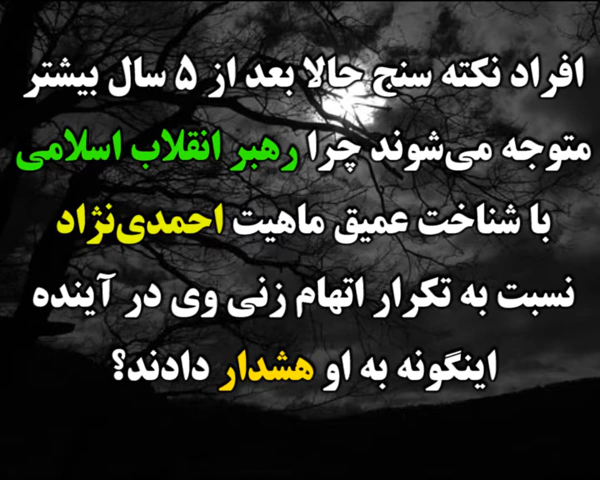 افراد نکته سنج حالا بعد از ۵ سال بیشتر
متوجه می‌شوند چرا رهبر انقلاب اسلامی
با شناخت عمیق ماهیت احمدی‌نژاد
نسبت به تکرار اتهام زنی وی در آینده
اینگونه به او هشدار دادند؟